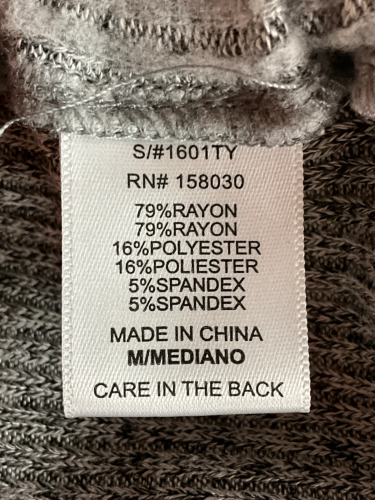 S/#1601TY
RN# 158030
79%RAYON
79%RAYON
16%POLYESTER
16%POLIESTER
5%SPANDEX
5%SPANDEX
MADE IN CHINA
M/MEDIANO
CARE IN THE BACK